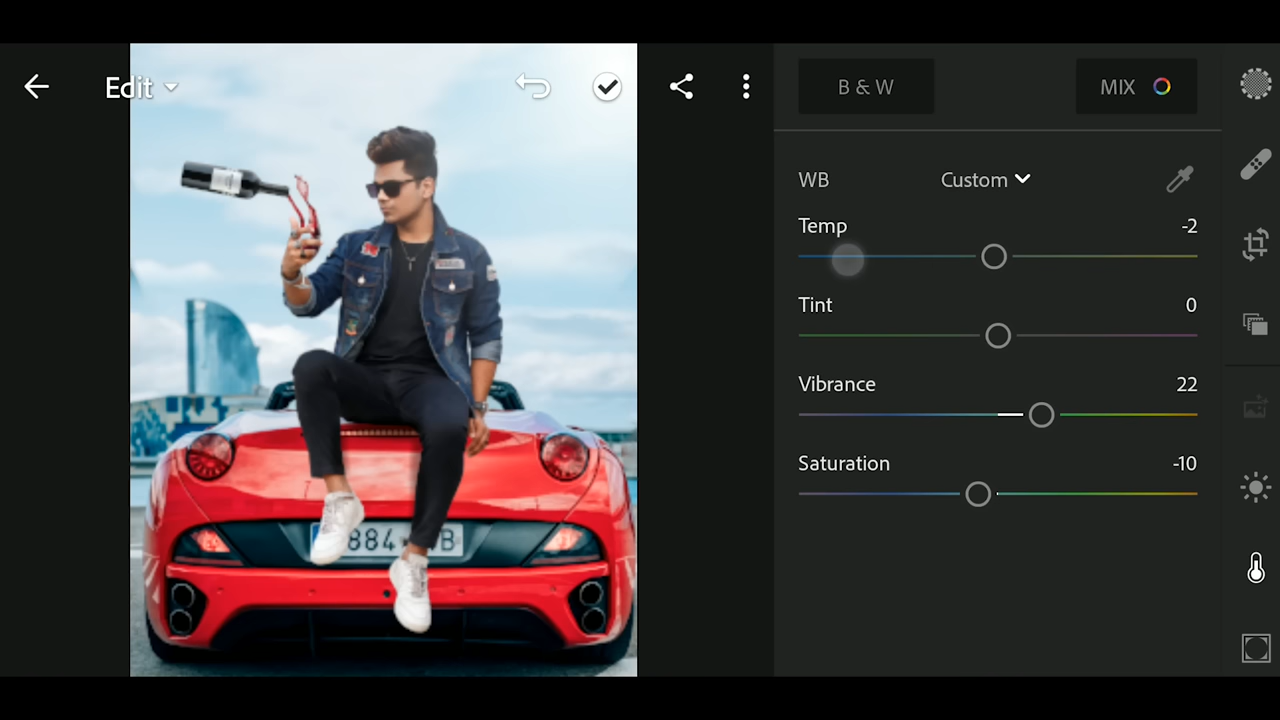 Edit
B & W
MIX
WB
Custom
Temp
-2
Tint
0
Vibrance
22
Saturation
-10
884
B